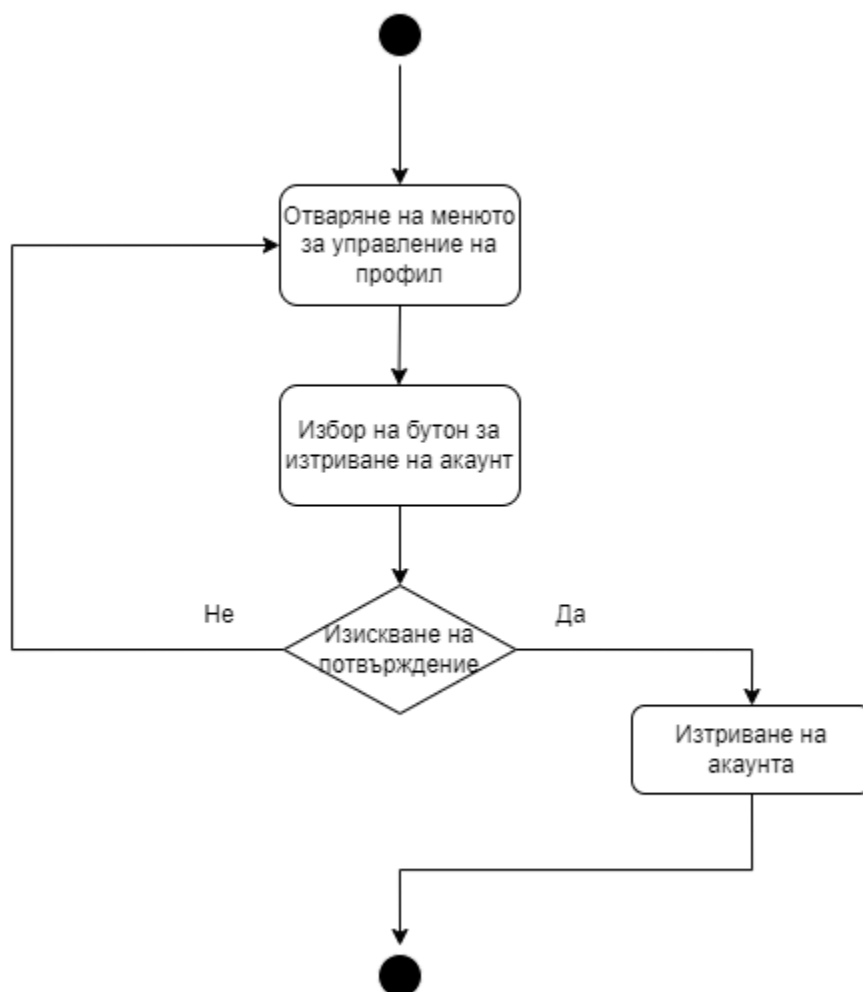 Отваряне на менюто
за управление на
профил
Избор на бутон за
изтриване на акаунт
Не
Да
Изискване на
потвърждение
Изтриване на
акаунта